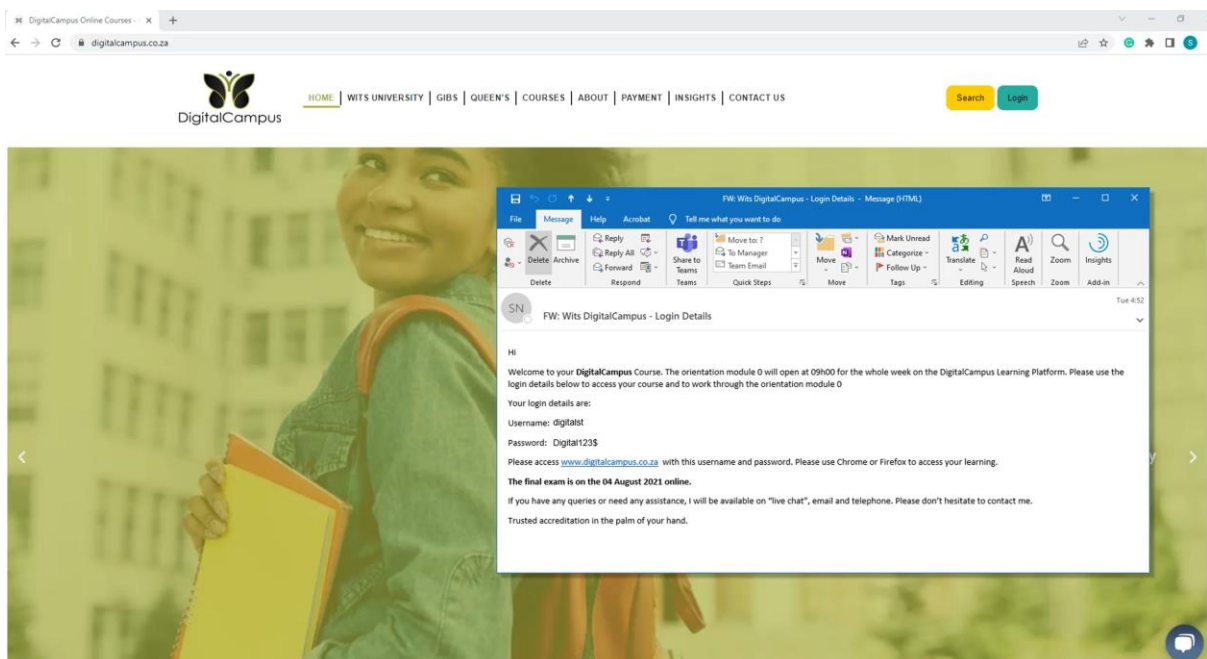 DigitalCampus Online Courses -
digitalcampus.co.za
S
DigitalCampus
HOME | WITS UNIVERSITY | GIBS | QUEEN'S | COURSES | ABOUT | PAYMENT | INSIGHTS | CONTACT US
Search
Login
FW: Wits DigitalCampus - Login Details - Message (HTML)
File Message Help Acrobat Tell me what you want to do
Delete Archive
Reply
Reply All
Forward
Share to Teams
Move to: ?
To Manager
Team Email
Move
Mark Unread
Categorize
Follow Up
Translate
Read Aloud
Zoom
Insights
Delete Respond Teams Quick Steps Move Tags Editing Speech Zoom Add-in
SN
FW: Wits DigitalCampus - Login Details
Tue 4:52
Hi
Welcome to your DigitalCampus Course. The orientation module 0 will open at 09h00 for the whole week on the DigitalCampus Learning Platform. Please use the
login details below to access your course and to work through the orientation module 0
Your login details are:
Username: digitalst
Password: Digital123$
Please access www.digitalcampus.co.za with this username and password. Please use Chrome or Firefox to access your learning.
The final exam is on the 04 August 2021 online.
If you have any queries or need any assistance, I will be available on "live chat", email and telephone. Please don't hesitate to contact me.
Trusted accreditation in the palm of your hand.
y